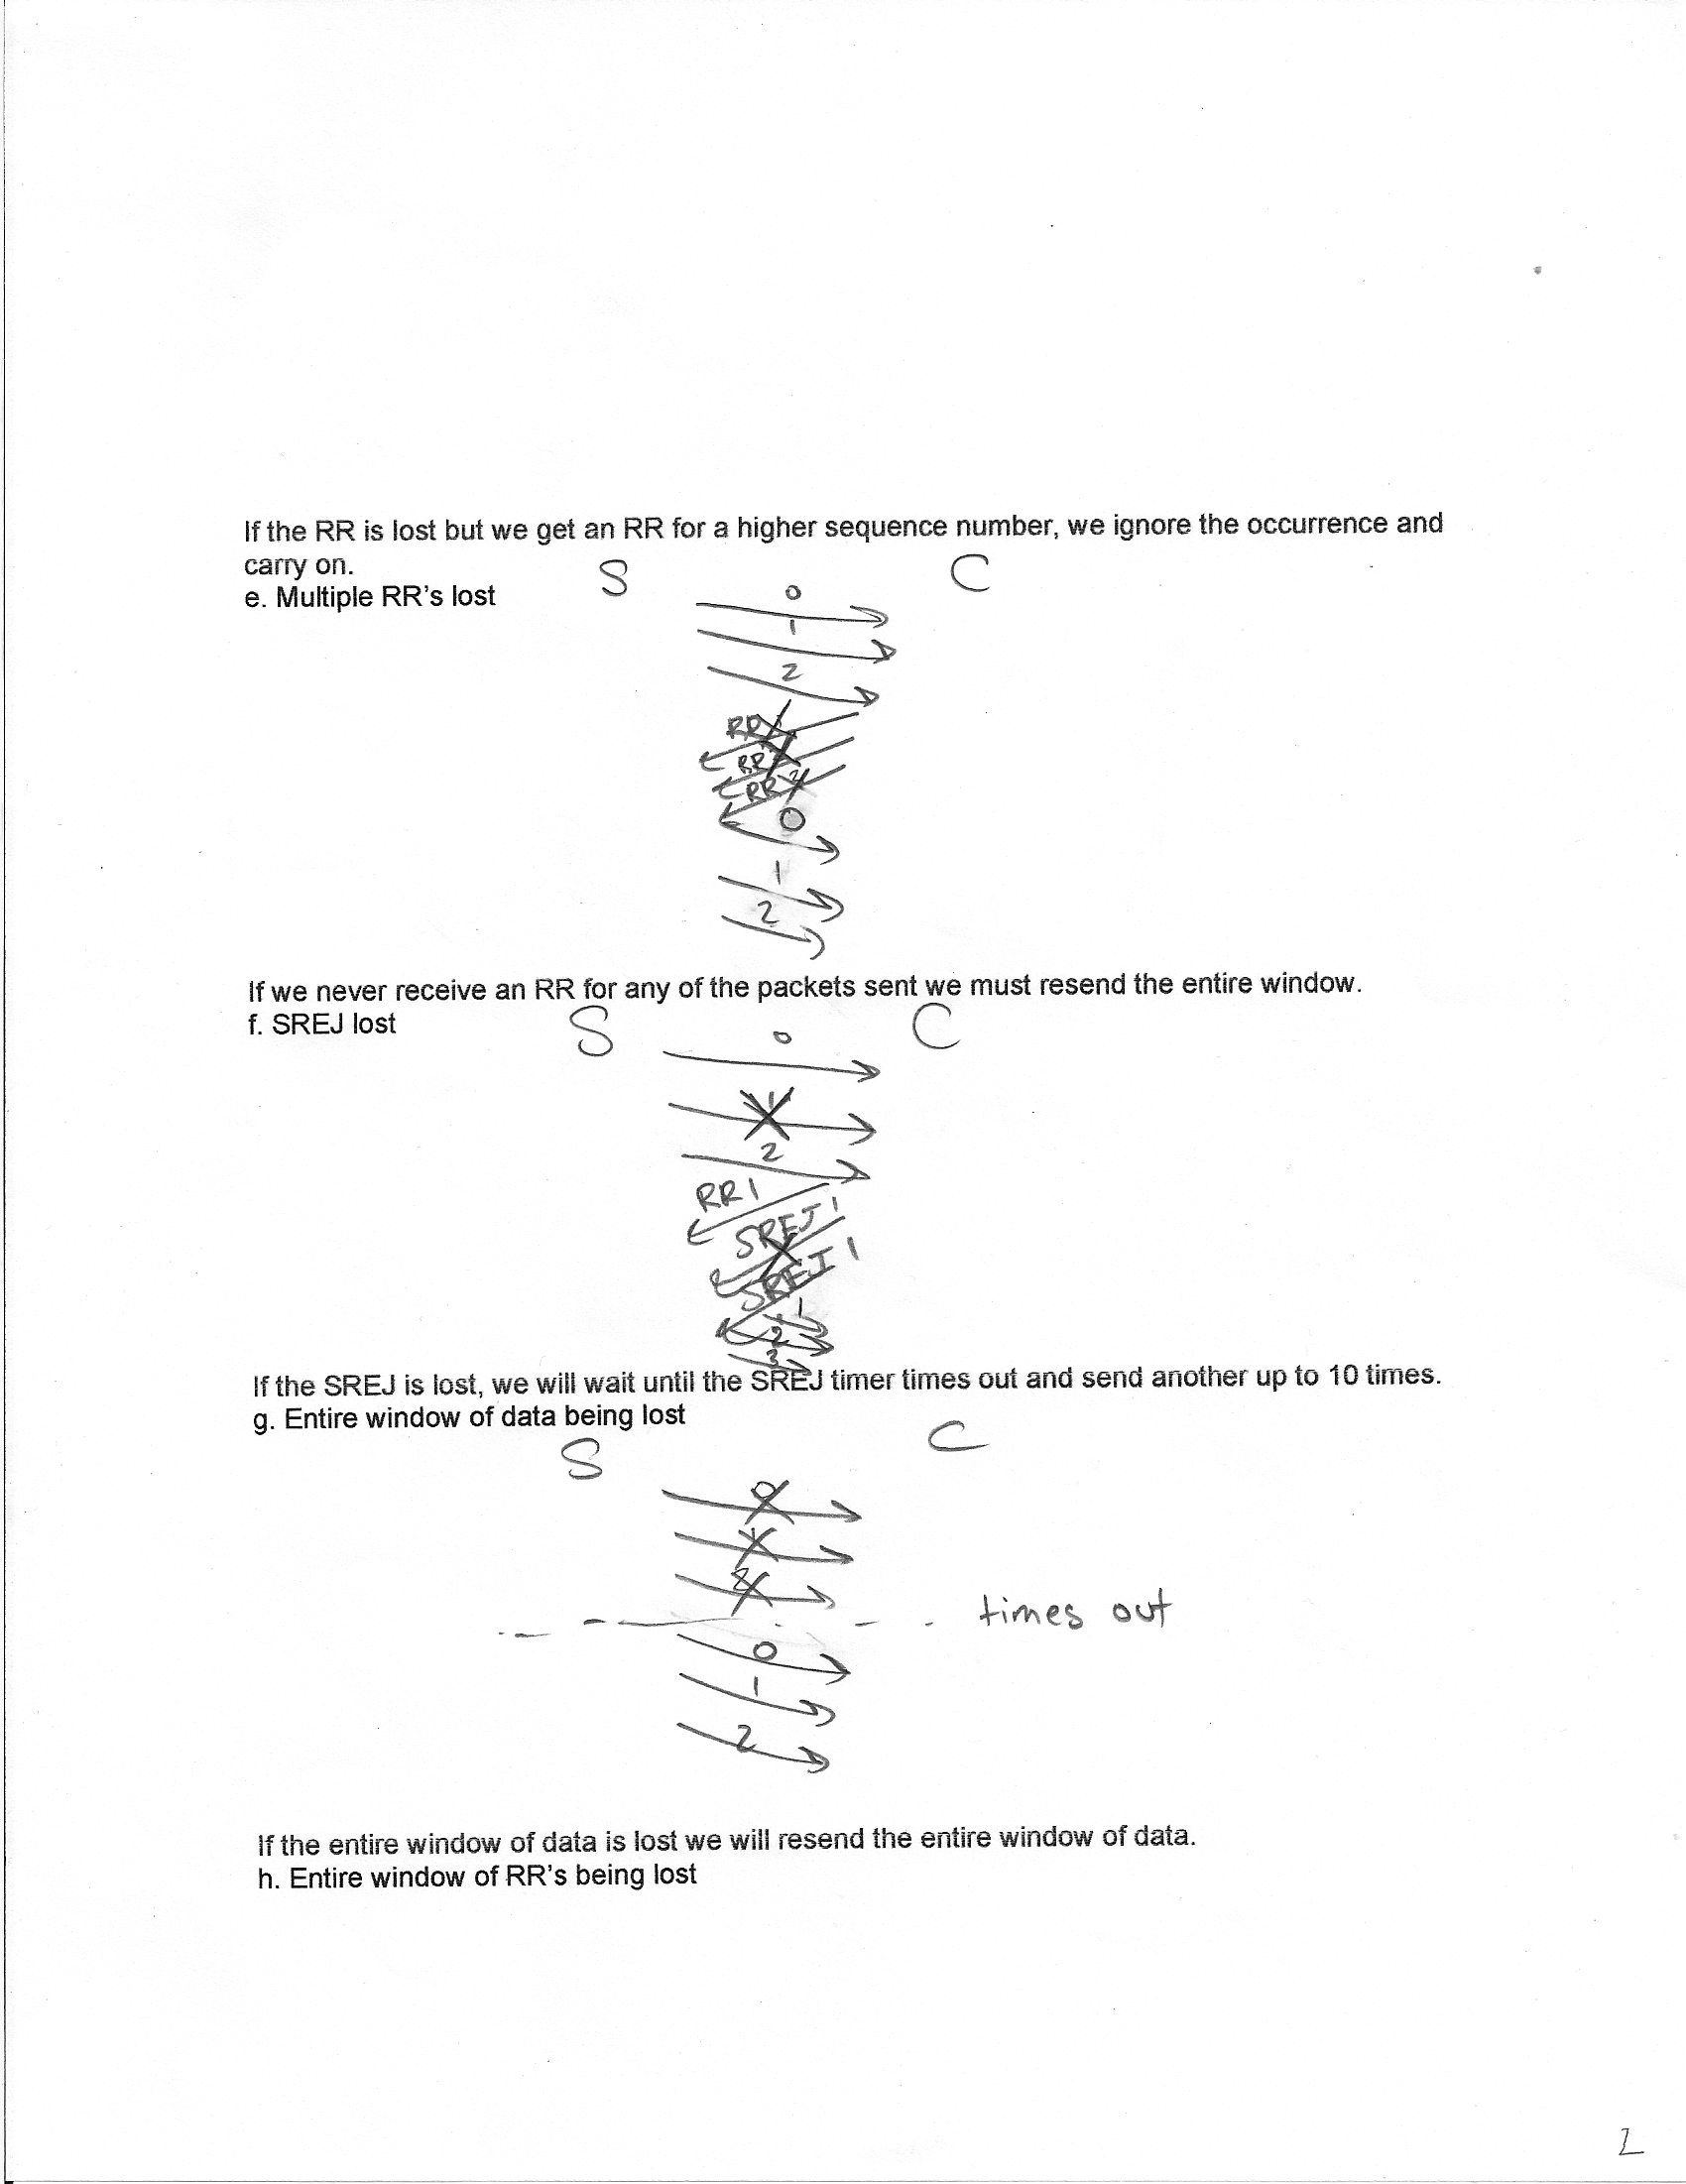 If the RR is lost but we get an RR for a higher sequence number, we ignore the occurrence and
carry on.
S C
e. Multiple RR's lost
0
1
2
RR
RR
RR
0
1
2
If we never receive an RR for any of the packets sent we must resend the entire window.
f. SREJ lost
S C
0
1
2
RR1
SREJ 1
SREJ 1
1
2
3
If the SREJ is lost, we will wait until the SREJ timer times out and send another up to 10 times.
g. Entire window of data being lost
S C
0
1
2
times out
0
1
2
If the entire window of data is lost we will resend the entire window of data.
h. Entire window of RR's being lost